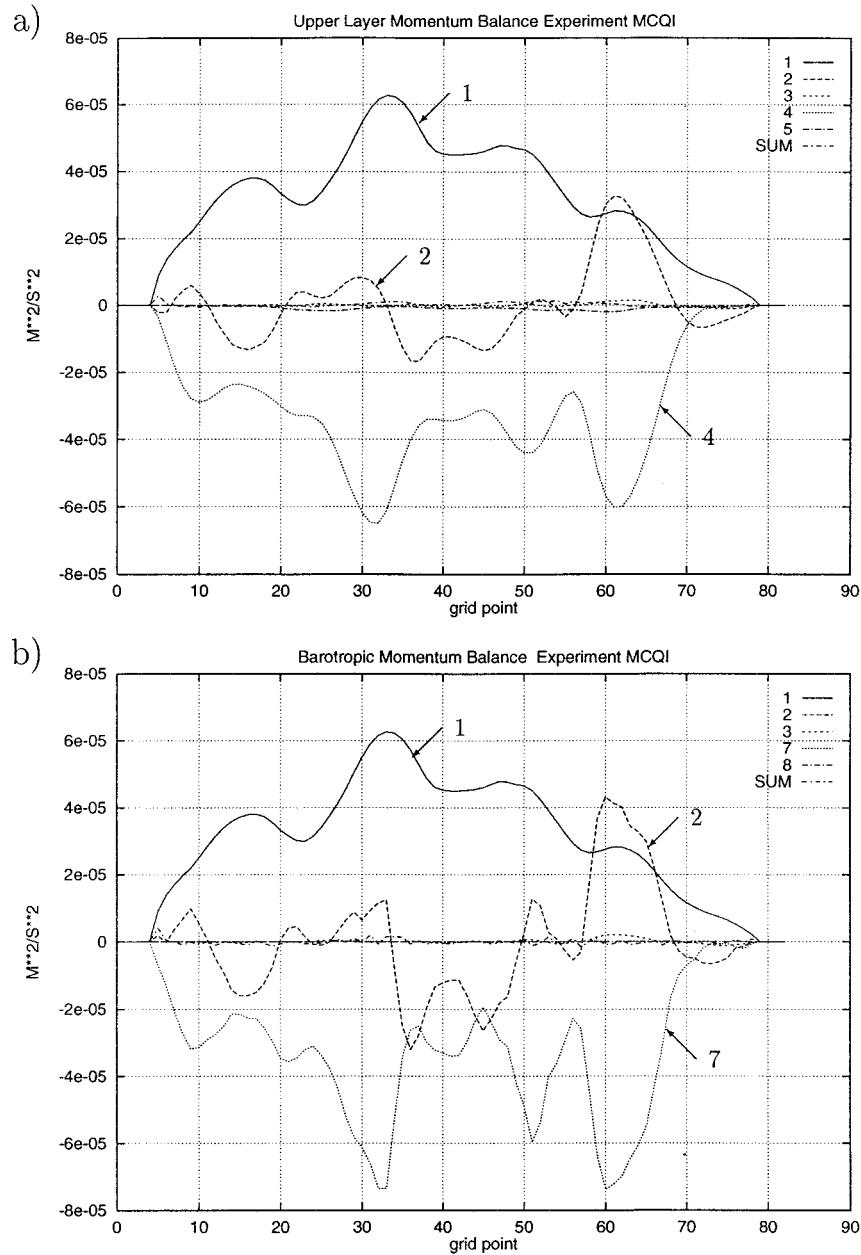 a)
Upper Layer Momentum Balance Experiment MCQI
8e-05
6e-05
4e-05
2e-05
0
-2e-05
-4e-05
-6e-05
-8e-05
M**2/S**2
1
2
3
4
5
SUM
1
2
4
0 10 20 30 40 50 60 70 80 90
grid point
b)
Barotropic Momentum Balance Experiment MCQI
8e-05
6e-05
4e-05
2e-05
0
-2e-05
-4e-05
-6e-05
-8e-05
M**2/S**2
1
2
3
7
8
SUM
1
2
7
0 10 20 30 40 50 60 70 80 90
grid point